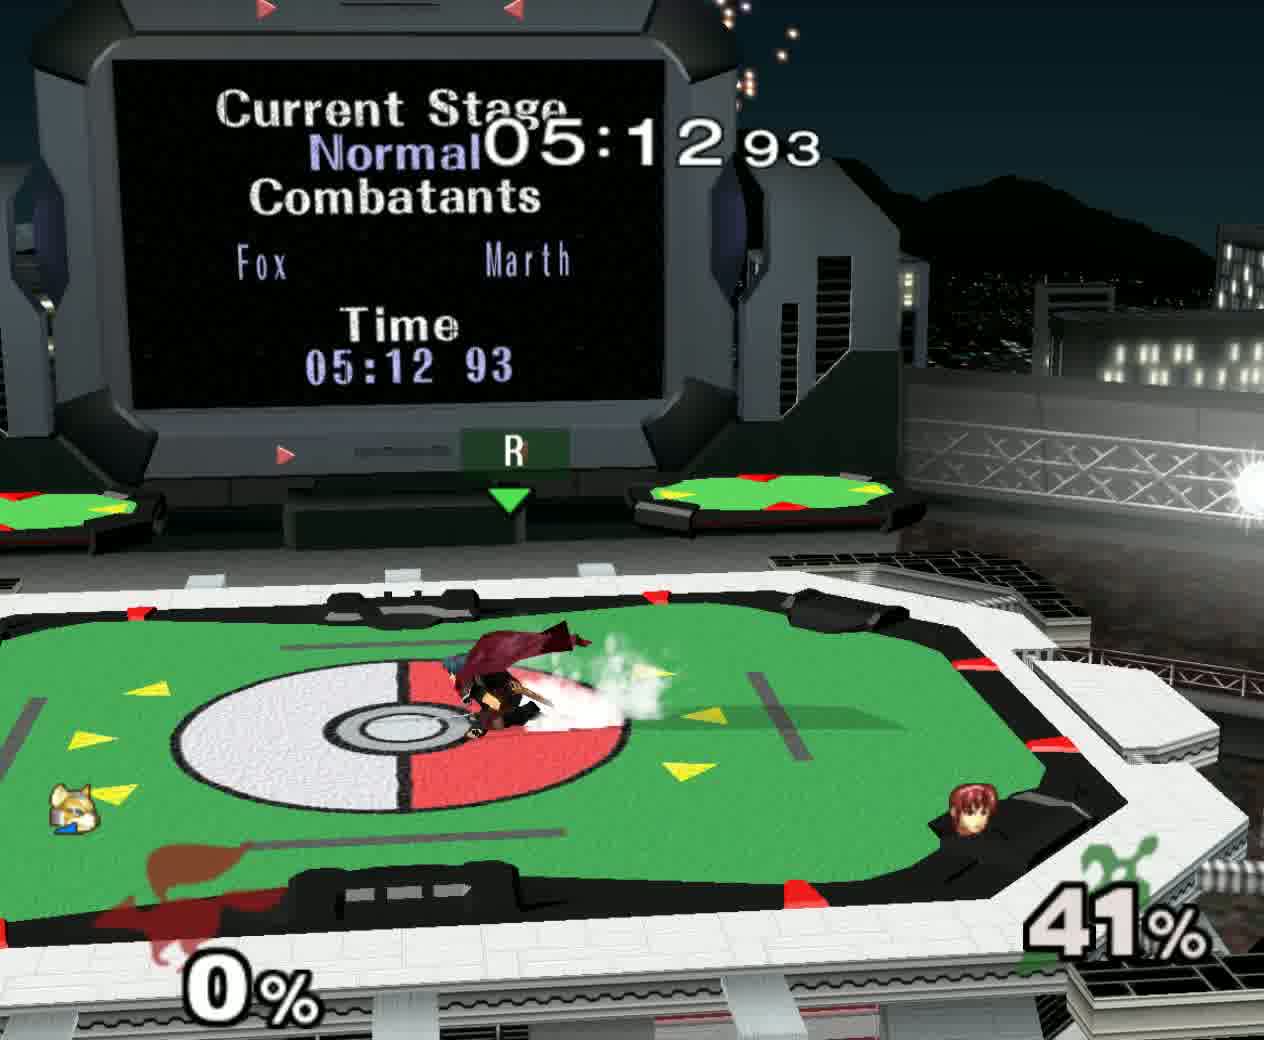 Current Stage
Normal
05:12 93
Combatants
Fox Marth
Time
05:12 93
R
0%
41%